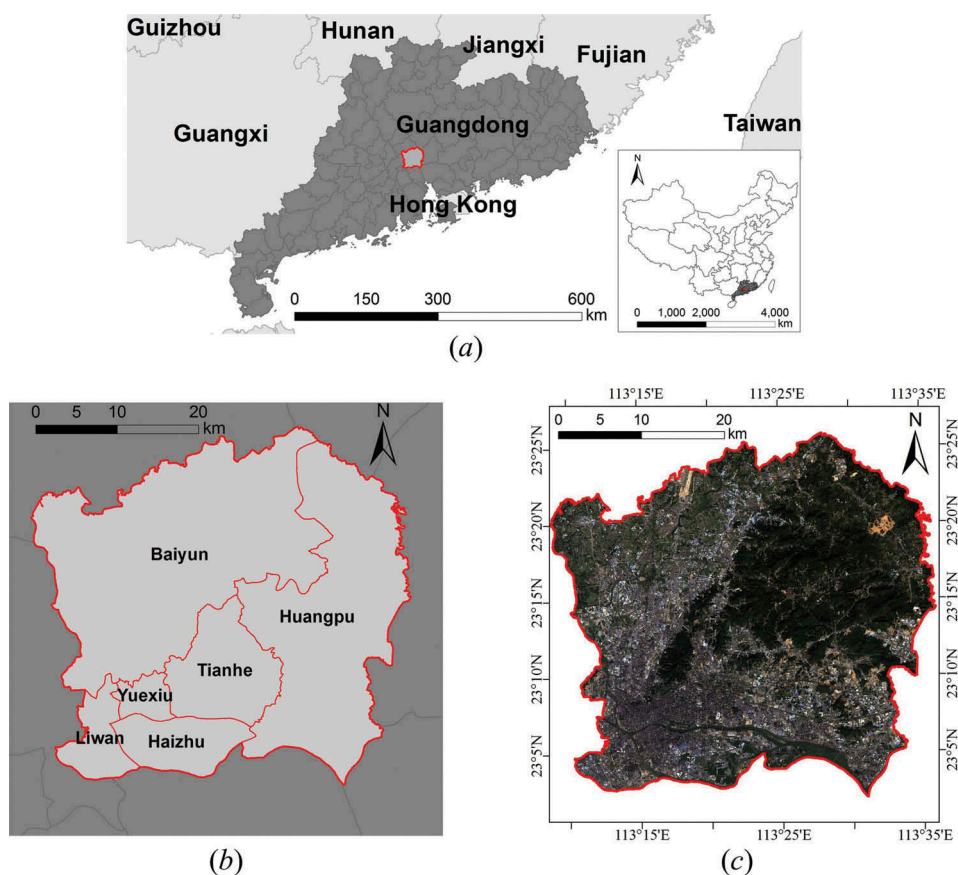 Guizhou
Hunan
Jiangxi
Fujian
Guangxi
Guangdong
Taiwan
Hong Kong
0 150 300 600
km
N
0 1,000 2,000 4,000
km
(a)
0 5 10 20
km
N
Baiyun
Huangpu
Tianhe
Yuexiu
Liwan
Haizhu
(b)
113°15'E 113°25'E 113°35'E
0 5 10 20
km
N
23°25'N 23°25'N
23°20'N 23°20'N
23°15'N 23°15'N
23°10'N 23°10'N
23°5'N 23°5'N
113°15'E 113°25'E 113°35'E
(c)